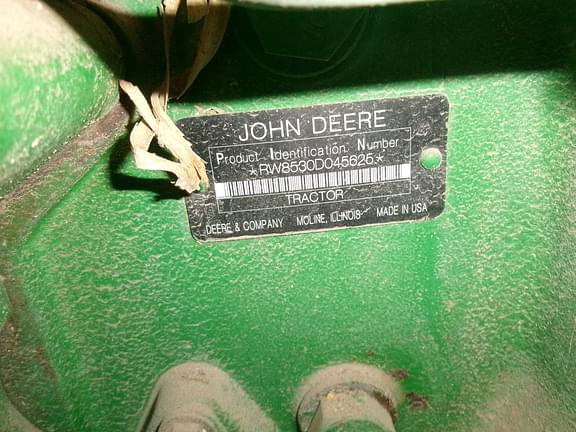 JOHN DEERE
Product Identification Number
*RW8530D045625*
TRACTOR
DEERE & COMPANY MOLINE, ILLINOIS MADE IN USA